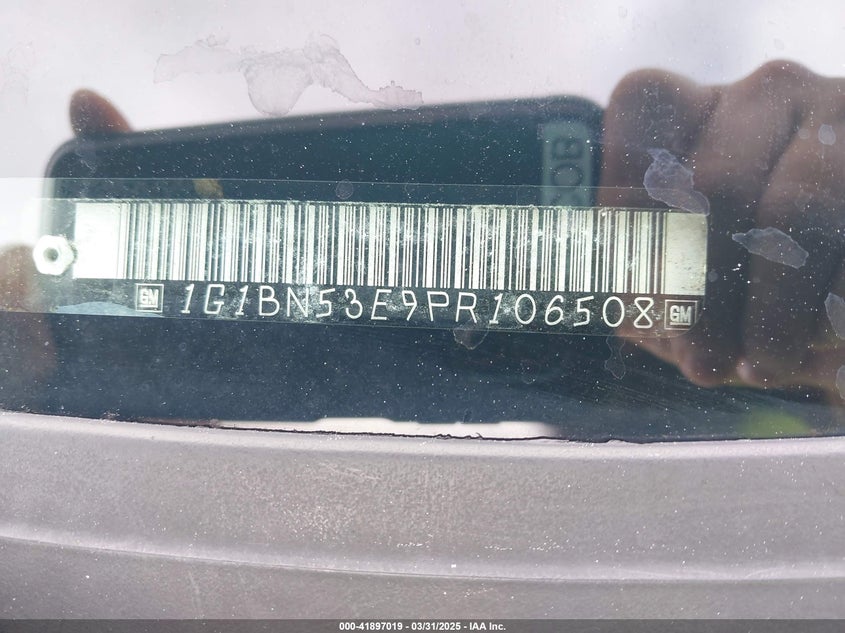 GM 1G1BN53E9PR106508 GM
000-41897019 - 03/31/2025 - IAA Inc.